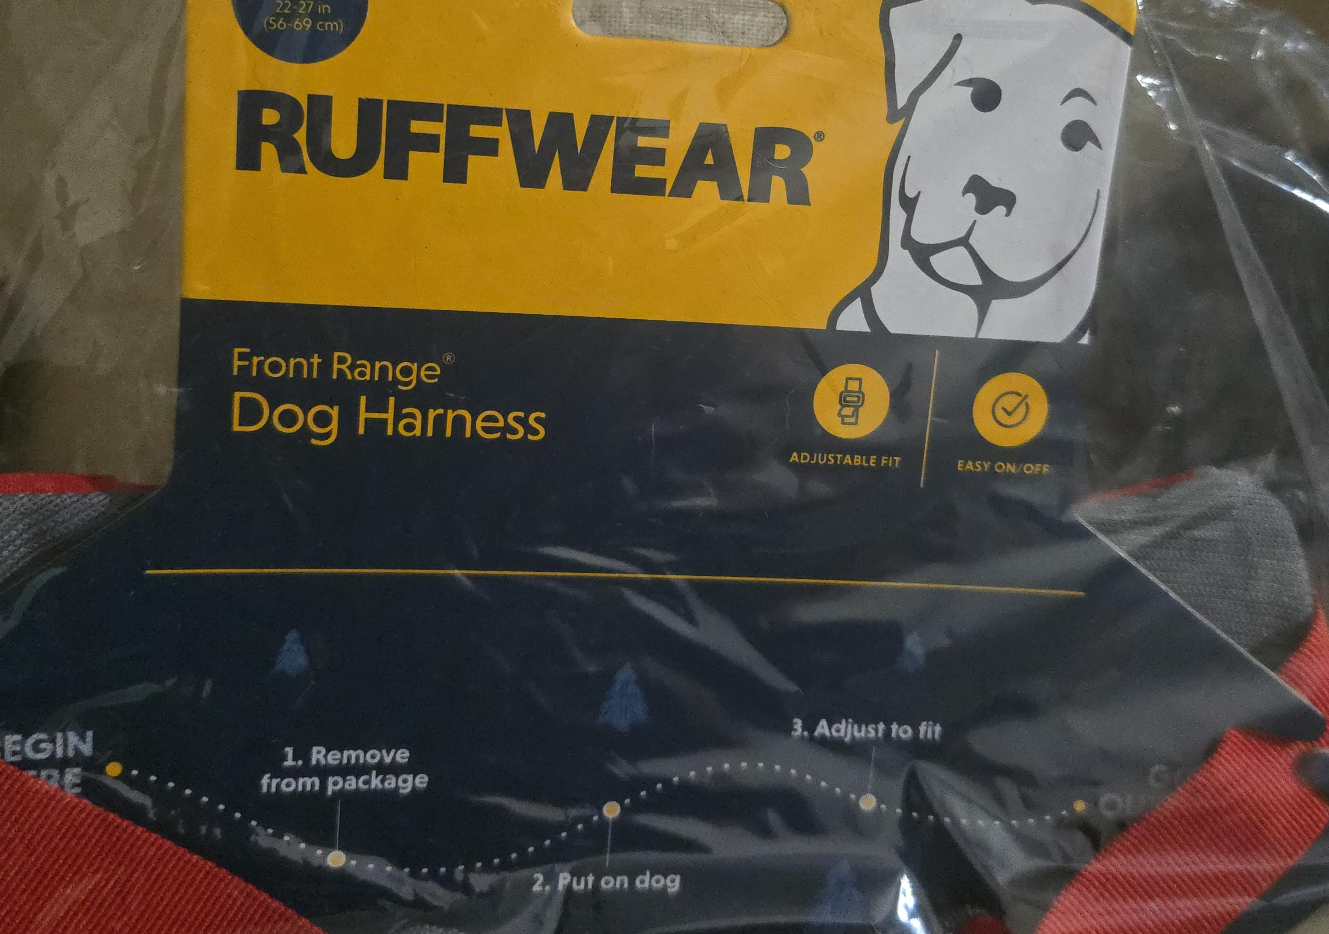 22-27 in
(56-69 cm)
RUFFWEAR®
Front Range®
Dog Harness
ADJUSTABLE FIT
EASY ON/OFF
EGIN
1. Remove
from package
2. Put on dog
3. Adjust to fit